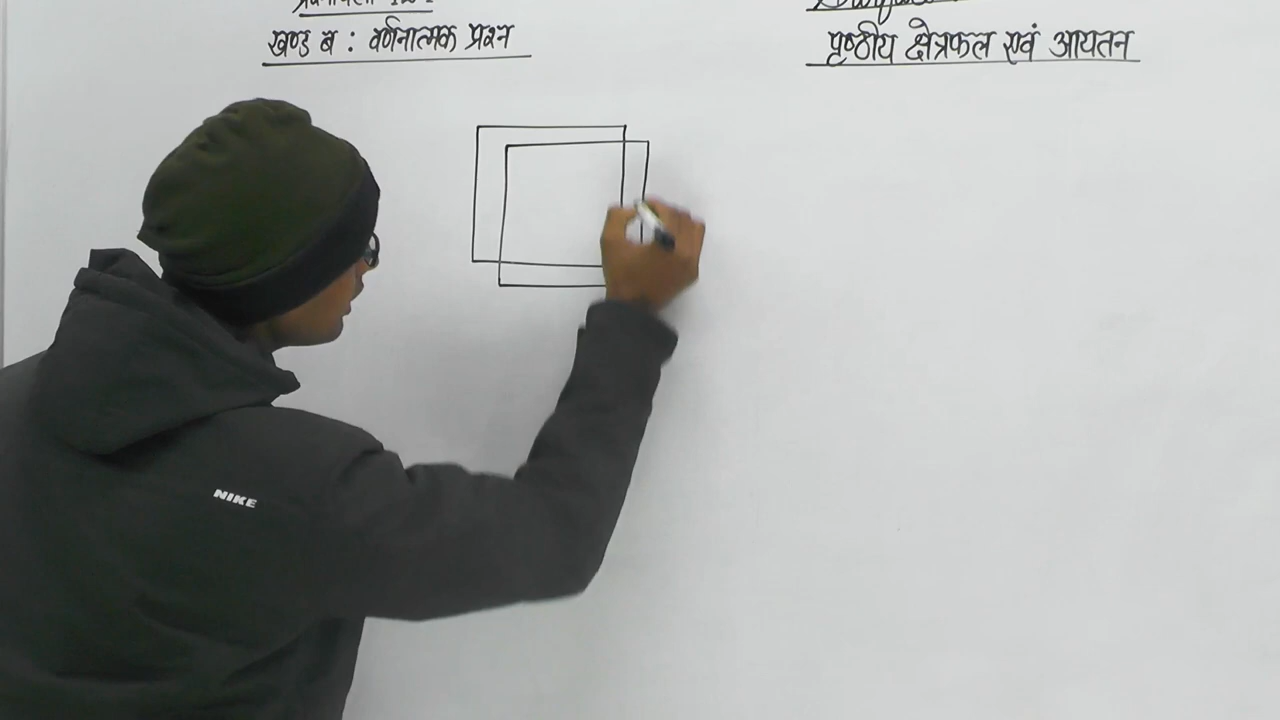 खण्ड ब : वर्णनात्मक प्रश्न
पृष्ठीय क्षेत्रफल एवं आयतन
NIKE